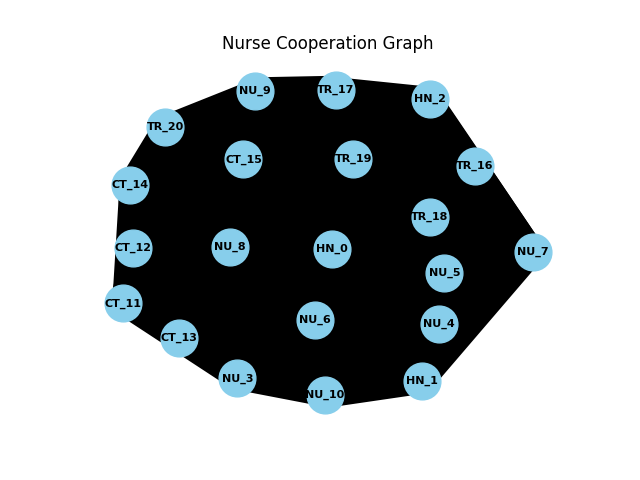 Nurse Cooperation Graph
NU_9
TR_17
HN_2
TR_20
CT_15
TR_19
TR_16
CT_14
TR_18
CT_12
NU_8
HN_0
NU_7
NU_5
CT_11
NU_6
NU_4
CT_13
NU_3
HN_1
NU_10